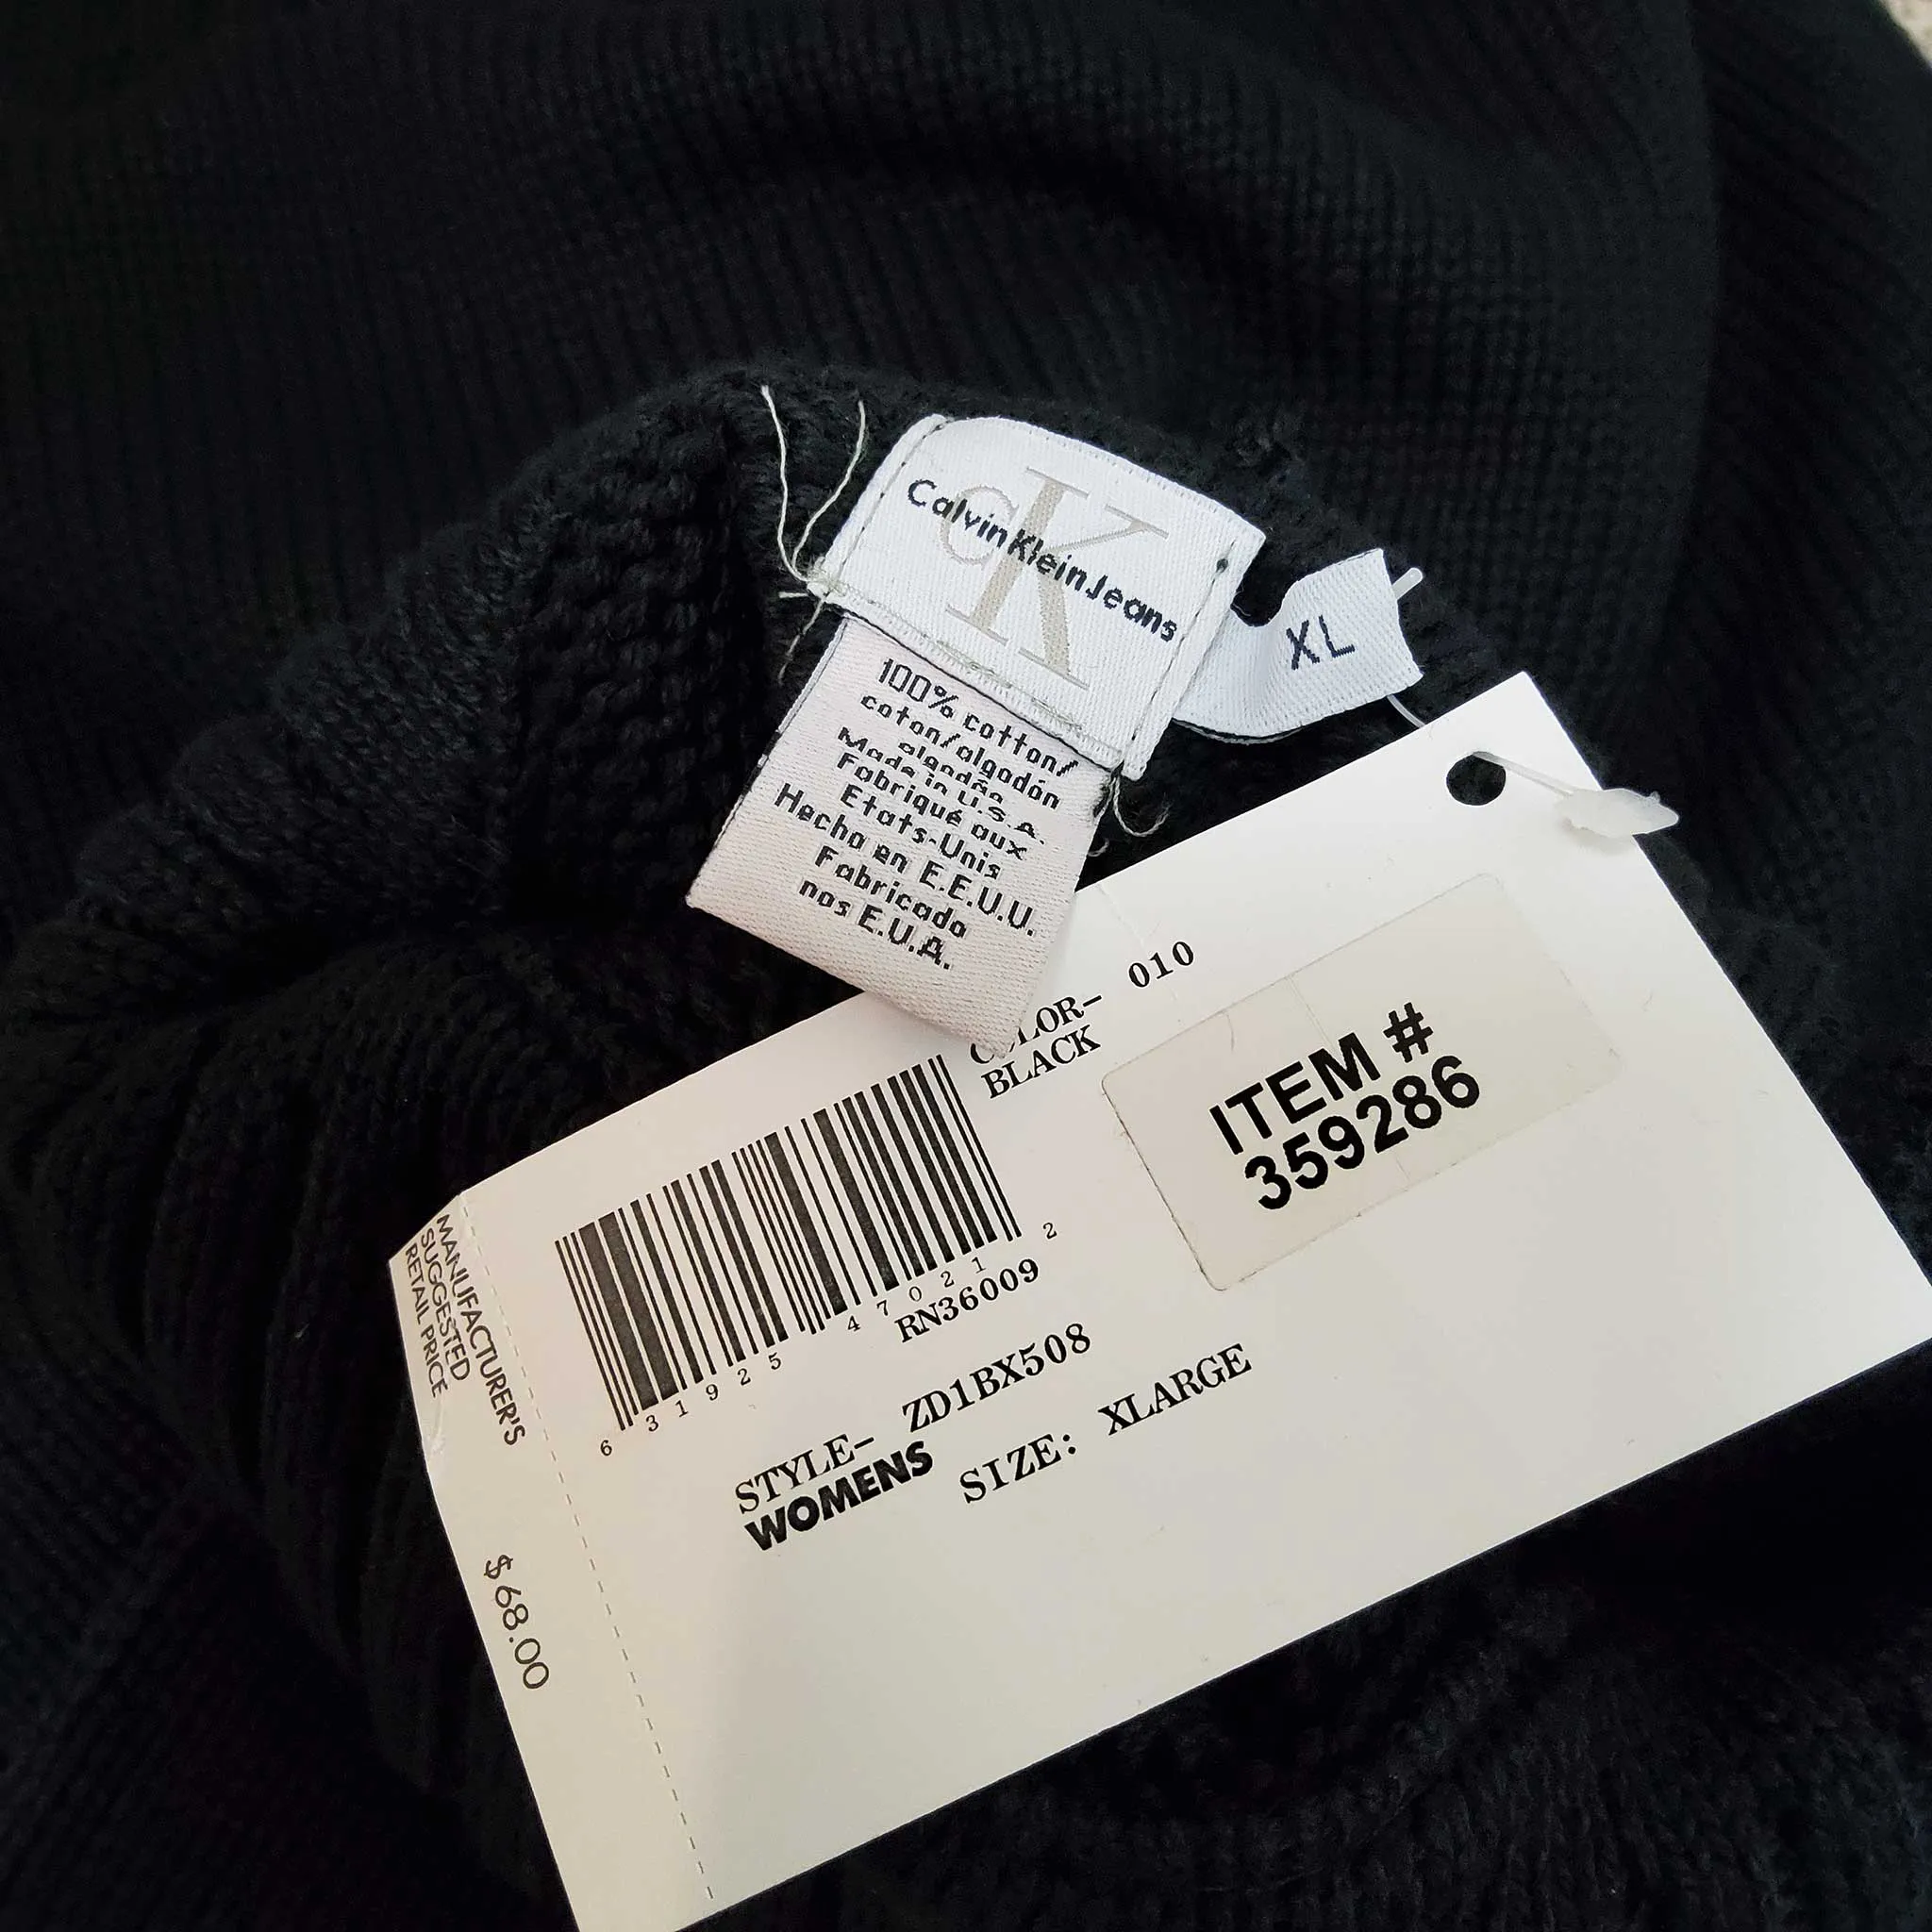 cK
Calvin Klein Jeans
XL
100% cotton/
coton/algodón
algodão
Made in U.S.A.
Fabriqué aux
Etats-Unis
Hecho en E.E.U.U.
Fabricado
nos E.U.A.
COLOR- 010
BLACK
ITEM #
359286
6 31925 47021 2
RN36009
STYLE- ZD1BX508
WOMENS
SIZE: XLARGE
MANUFACTURER'S
SUGGESTED
RETAIL PRICE
$68.00